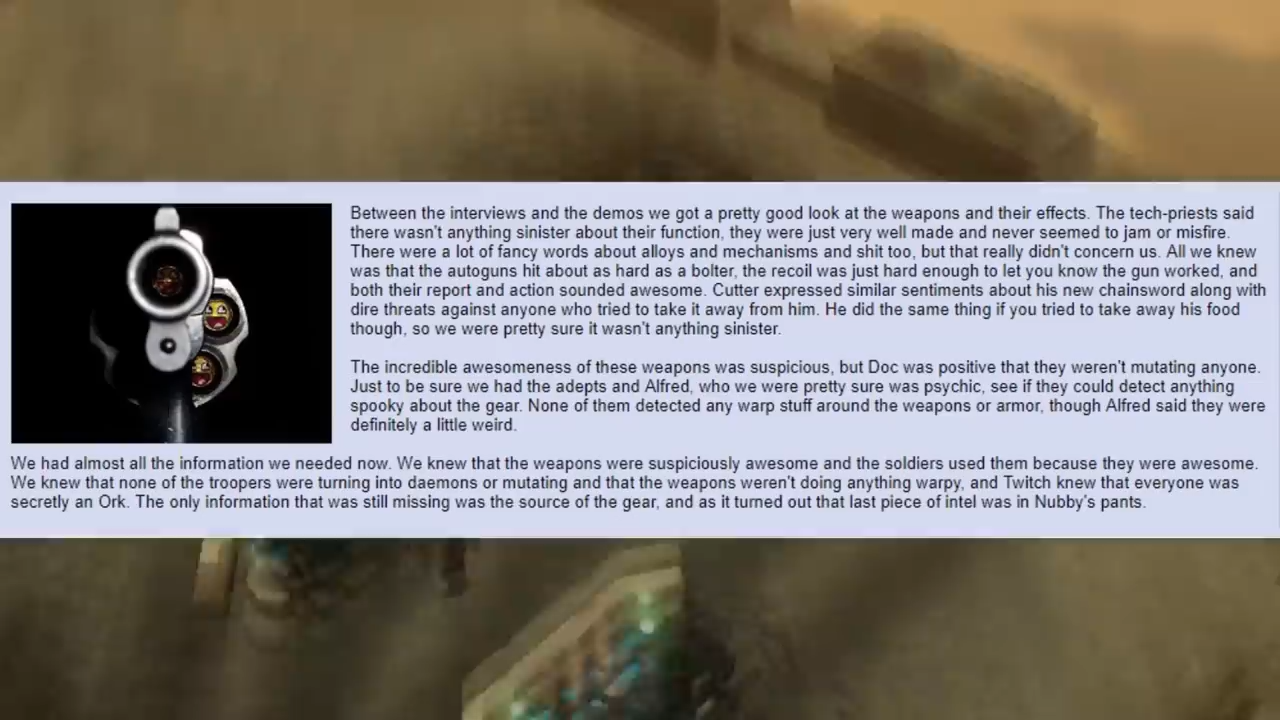 Between the interviews and the demos we got a pretty good look at the weapons and their effects. The tech-priests said
there wasn't anything sinister about their function, they were just very well made and never seemed to jam or misfire.
There were a lot of fancy words about alloys and mechanisms and shit too, but that really didn't concern us. All we knew
was that the autoguns hit about as hard as a bolter, the recoil was just hard enough to let you know the gun worked, and
both their report and action sounded awesome. Cutter expressed similar sentiments about his new chainsword along with
dire threats against anyone who tried to take it away from him. He did the same thing if you tried to take away his food
though, so we were pretty sure it wasn't anything sinister.
The incredible awesomeness of these weapons was suspicious, but Doc was positive that they weren't mutating anyone.
Just to be sure we had the adepts and Alfred, who we were pretty sure was psychic, see if they could detect anything
spooky about the gear. None of them detected any warp stuff around the weapons or armor, though Alfred said they were
definitely a little weird.
We had almost all the information we needed now. We knew that the weapons were suspiciously awesome and the soldiers used them because they were awesome.
We knew that none of the troopers were turning into daemons or mutating and that the weapons weren't doing anything warpy, and Twitch knew that everyone was
secretly an Ork. The only information that was still missing was the source of the gear, and as it turned out that last piece of intel was in Nubby's pants.